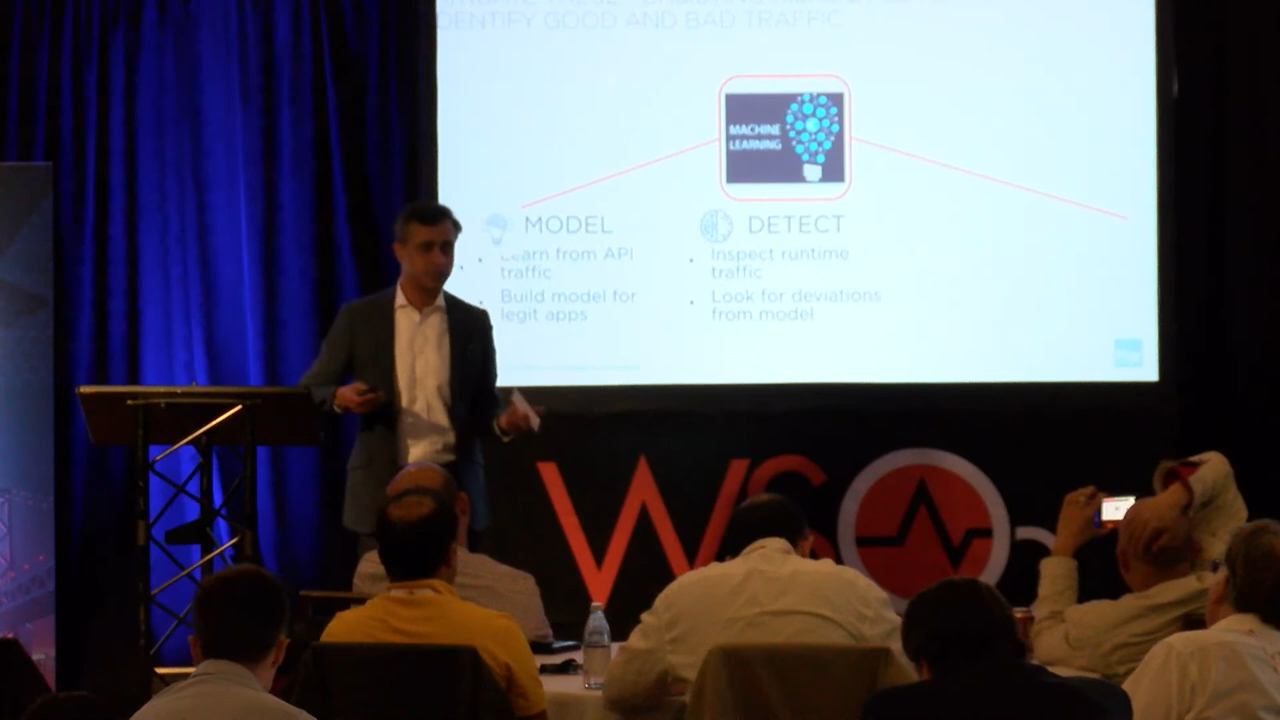 IDENTIFY GOOD AND BAD TRAFFIC
MACHINE
LEARNING
MODEL
Learn from API
traffic
Build model for
legit apps
DETECT
Inspect runtime
traffic
Look for deviations
from model
WSO